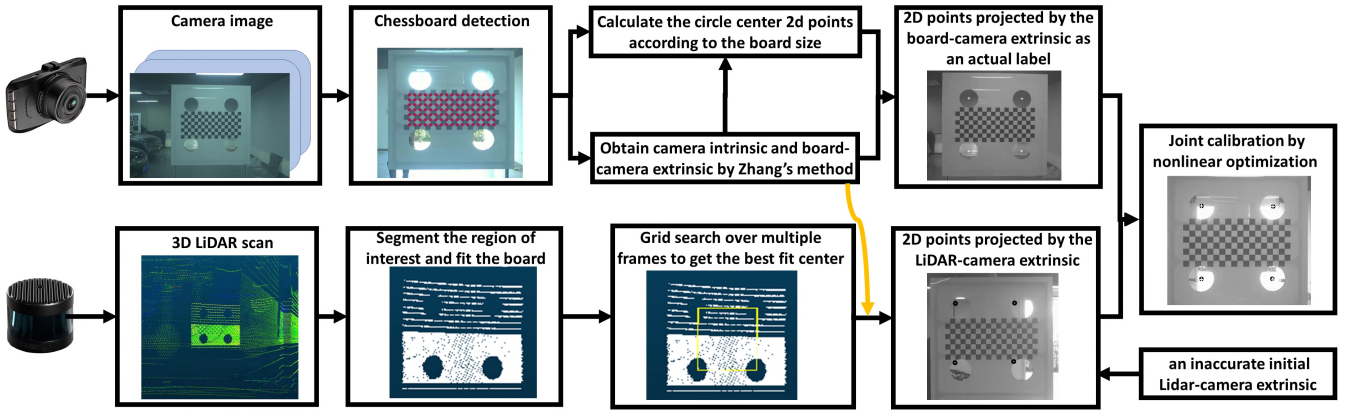 Camera image
Chessboard detection
Calculate the circle center 2d points
according to the board size
Obtain camera intrinsic and board-
camera extrinsic by Zhang's method
2D points projected by the
board-camera extrinsic as
an actual label
Joint calibration by
nonlinear optimization
3D LiDAR scan
Segment the region of
interest and fit the board
Grid search over multiple
frames to get the best fit center
2D points projected by the
LiDAR-camera extrinsic
an inaccurate initial
Lidar-camera extrinsic